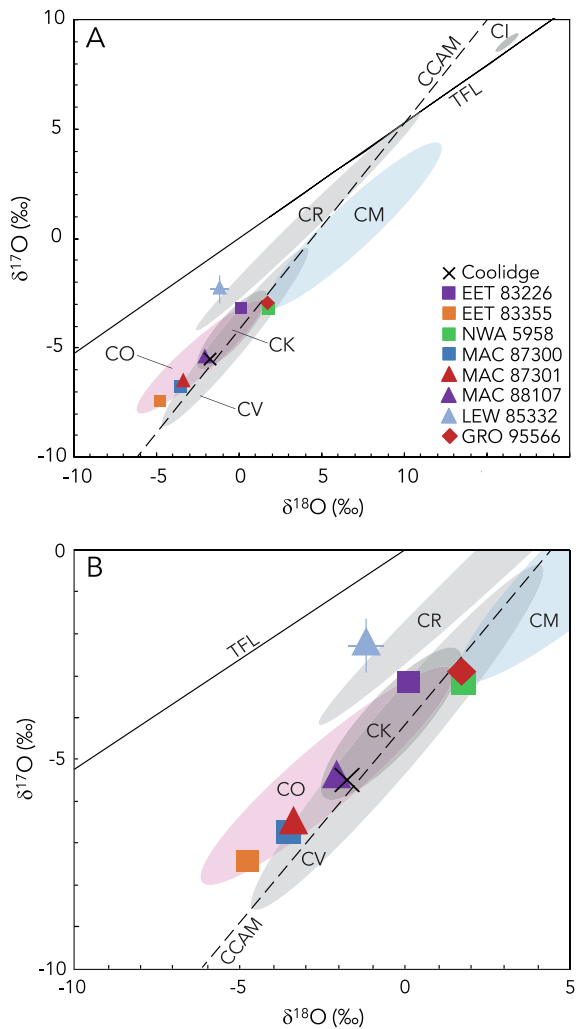 A
10
5
0
-5
-10
δ¹⁷O (‰)
CI
CCAM
TFL
CR
CM
CK
CO
CV
Coolidge
EET 83226
EET 83355
NWA 5958
MAC 87300
MAC 87301
MAC 88107
LEW 85332
GRO 95566
-10
-5
0
5
10
δ¹⁸O (‰)
B
0
-5
-10
δ¹⁷O (‰)
TFL
CR
CM
CK
CO
CV
CCAM
-10
-5
0
5
δ¹⁸O (‰)